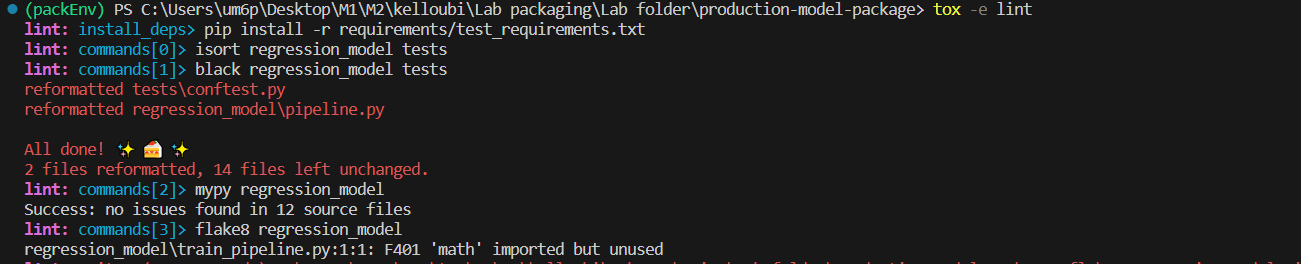 (packEnv) PS C:\Users\um6p\Desktop\M1\M2\kelloubi\Lab packaging\Lab folder\production-model-package> tox -e lint
lint: install_deps> pip install -r requirements/test_requirements.txt
lint: commands[0]> isort regression_model tests
lint: commands[1]> black regression_model tests
reformatted tests\conftest.py
reformatted regression_model\pipeline.py
All done! ✨ 🍰 ✨
2 files reformatted, 14 files left unchanged.
lint: commands[2]> mypy regression_model
Success: no issues found in 12 source files
lint: commands[3]> flake8 regression_model
regression_model\train_pipeline.py:1:1: F401 'math' imported but unused